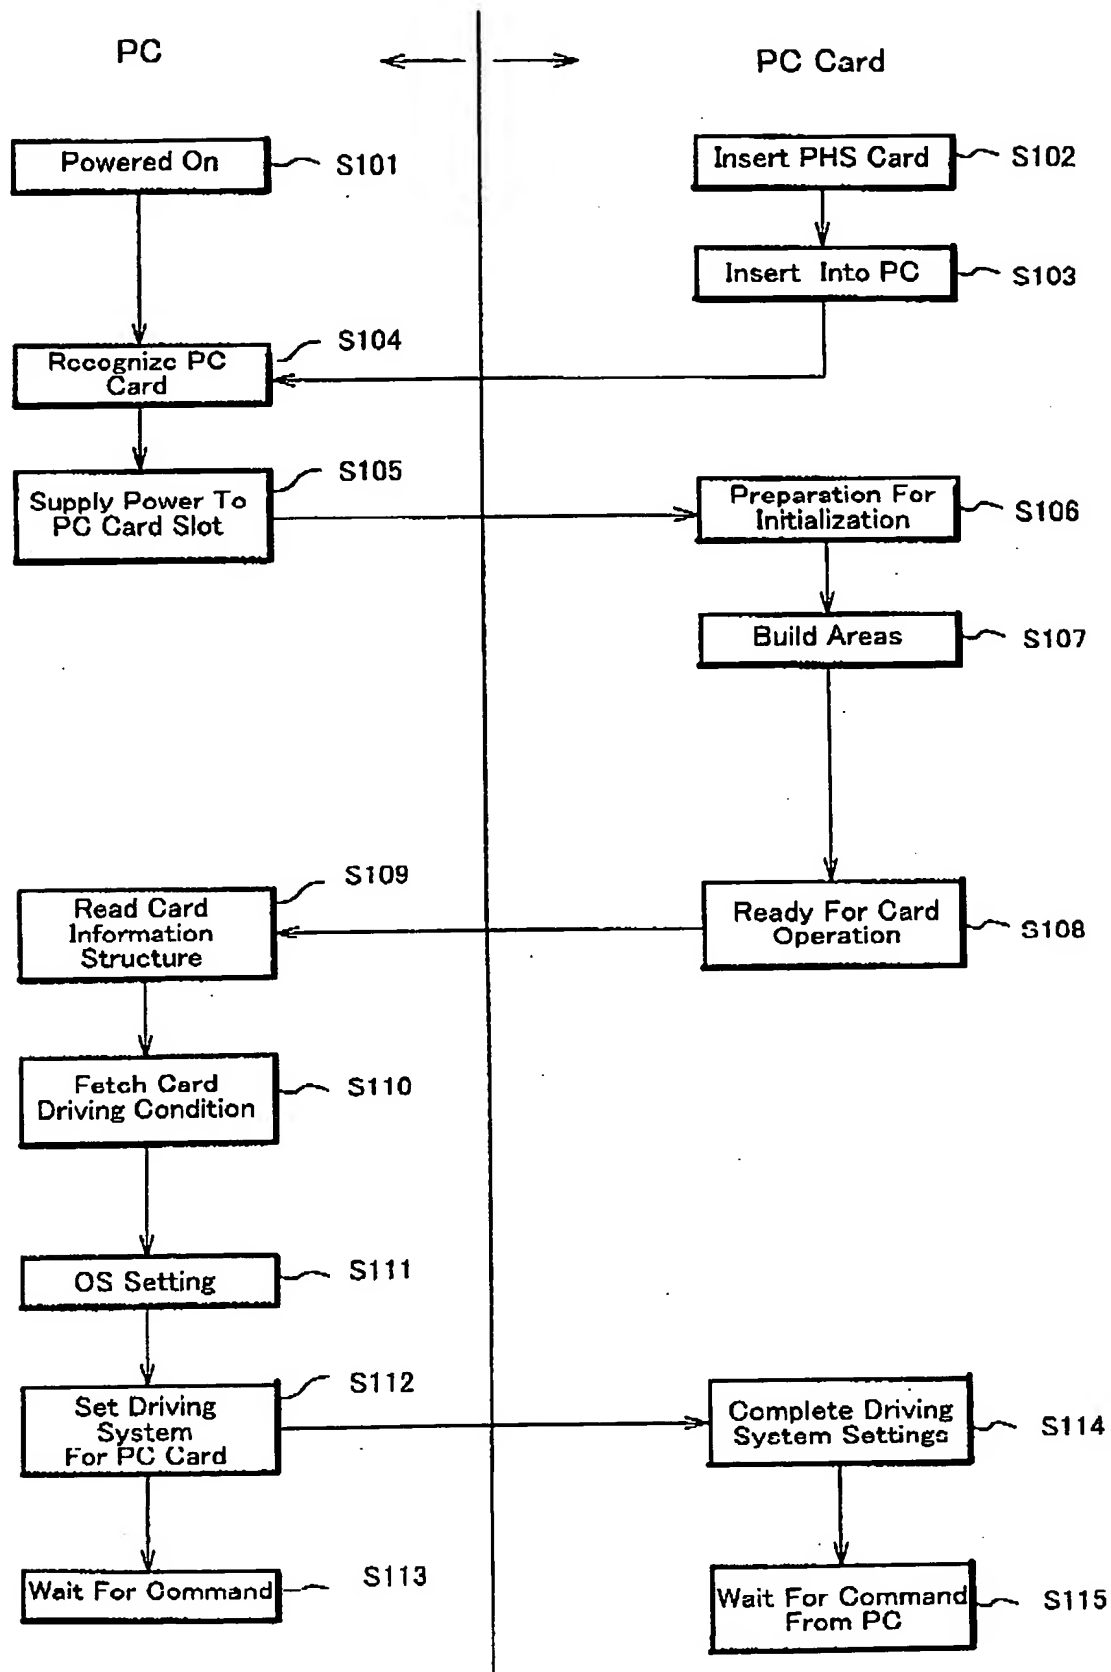 PC
PC Card
Powered On
S101
Insert PHS Card
S102
Insert Into PC
S103
Recognize PC
Card
S104
Supply Power To
PC Card Slot
S105
Preparation For
Initialization
S106
Build Areas
S107
Ready For Card
Operation
S108
Read Card
Information
Structure
S109
Fetch Card
Driving Condition
S110
OS Setting
S111
Set Driving
System
For PC Card
S112
Wait For Command
S113
Complete Driving
System Settings
S114
Wait For Command
From PC
S115